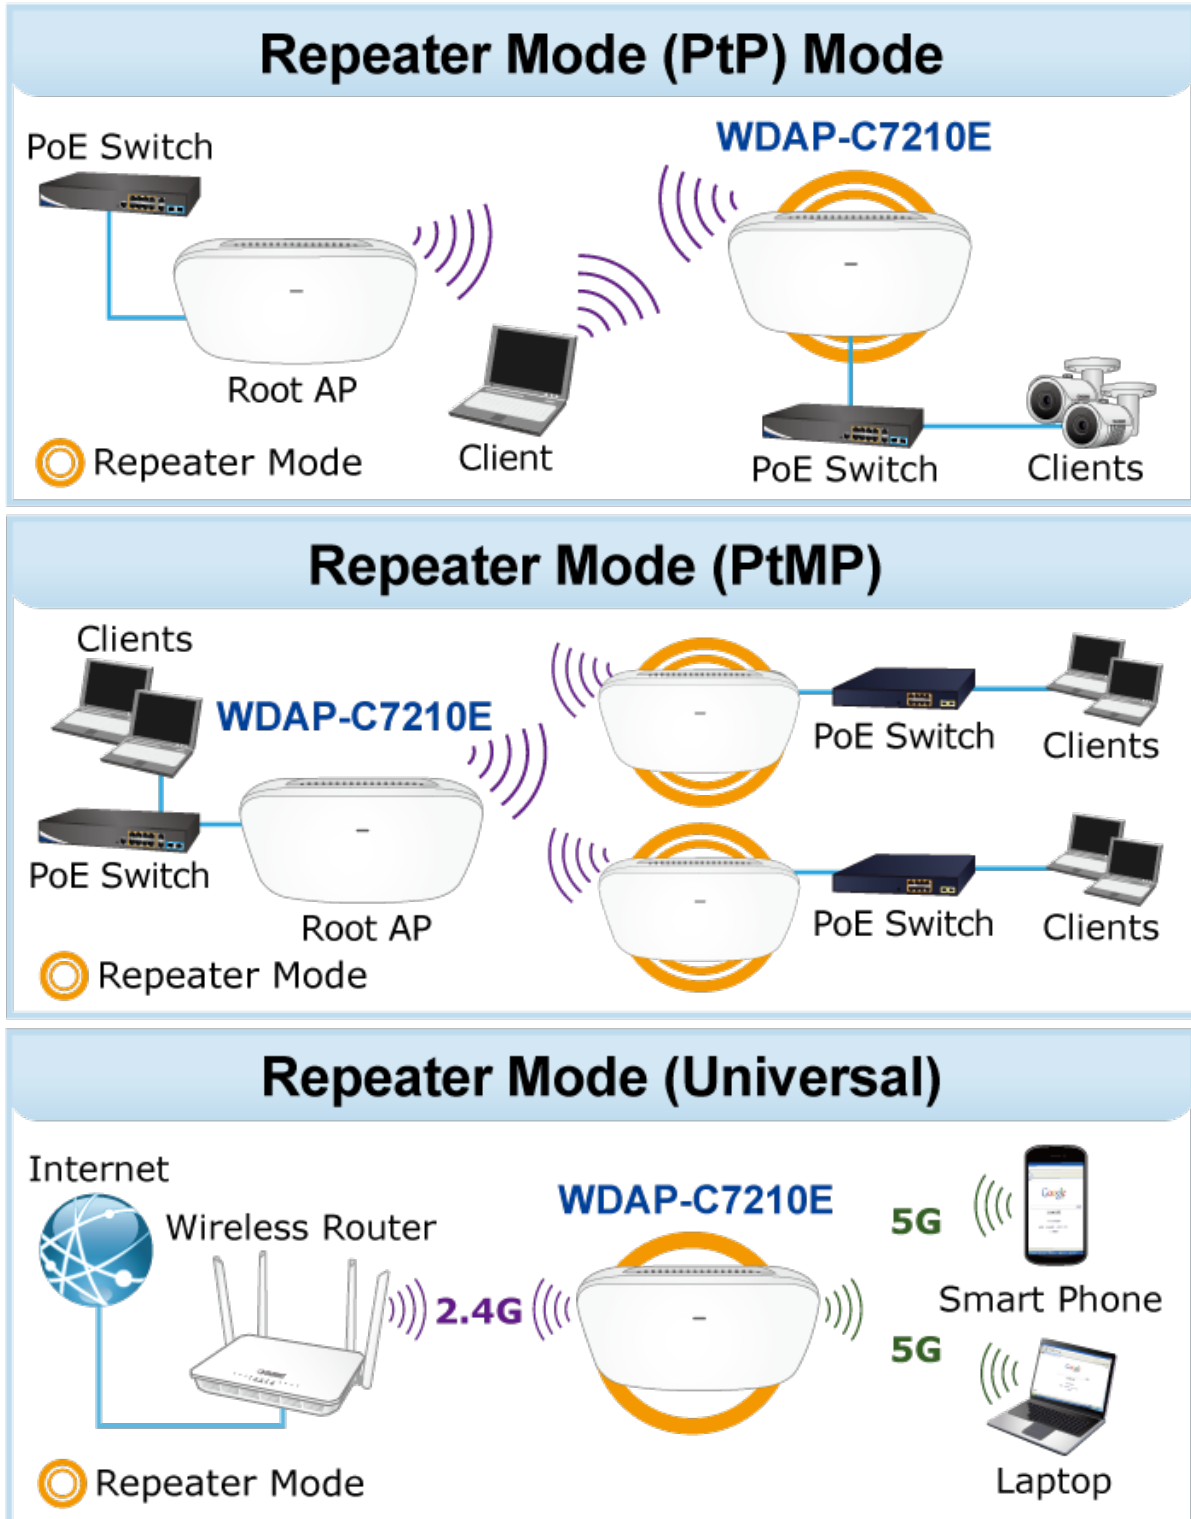 Repeater Mode (PtP) Mode
PoE Switch
WDAP-C7210E
Root AP
Client
PoE Switch
Clients
Repeater Mode
Repeater Mode (PtMP)
Clients
WDAP-C7210E
PoE Switch
Clients
PoE Switch
Root AP
PoE Switch
Clients
Repeater Mode
Repeater Mode (Universal)
Internet
Wireless Router
WDAP-C7210E
2.4G
5G
Google
Smart Phone
5G
Google
Laptop
Repeater Mode